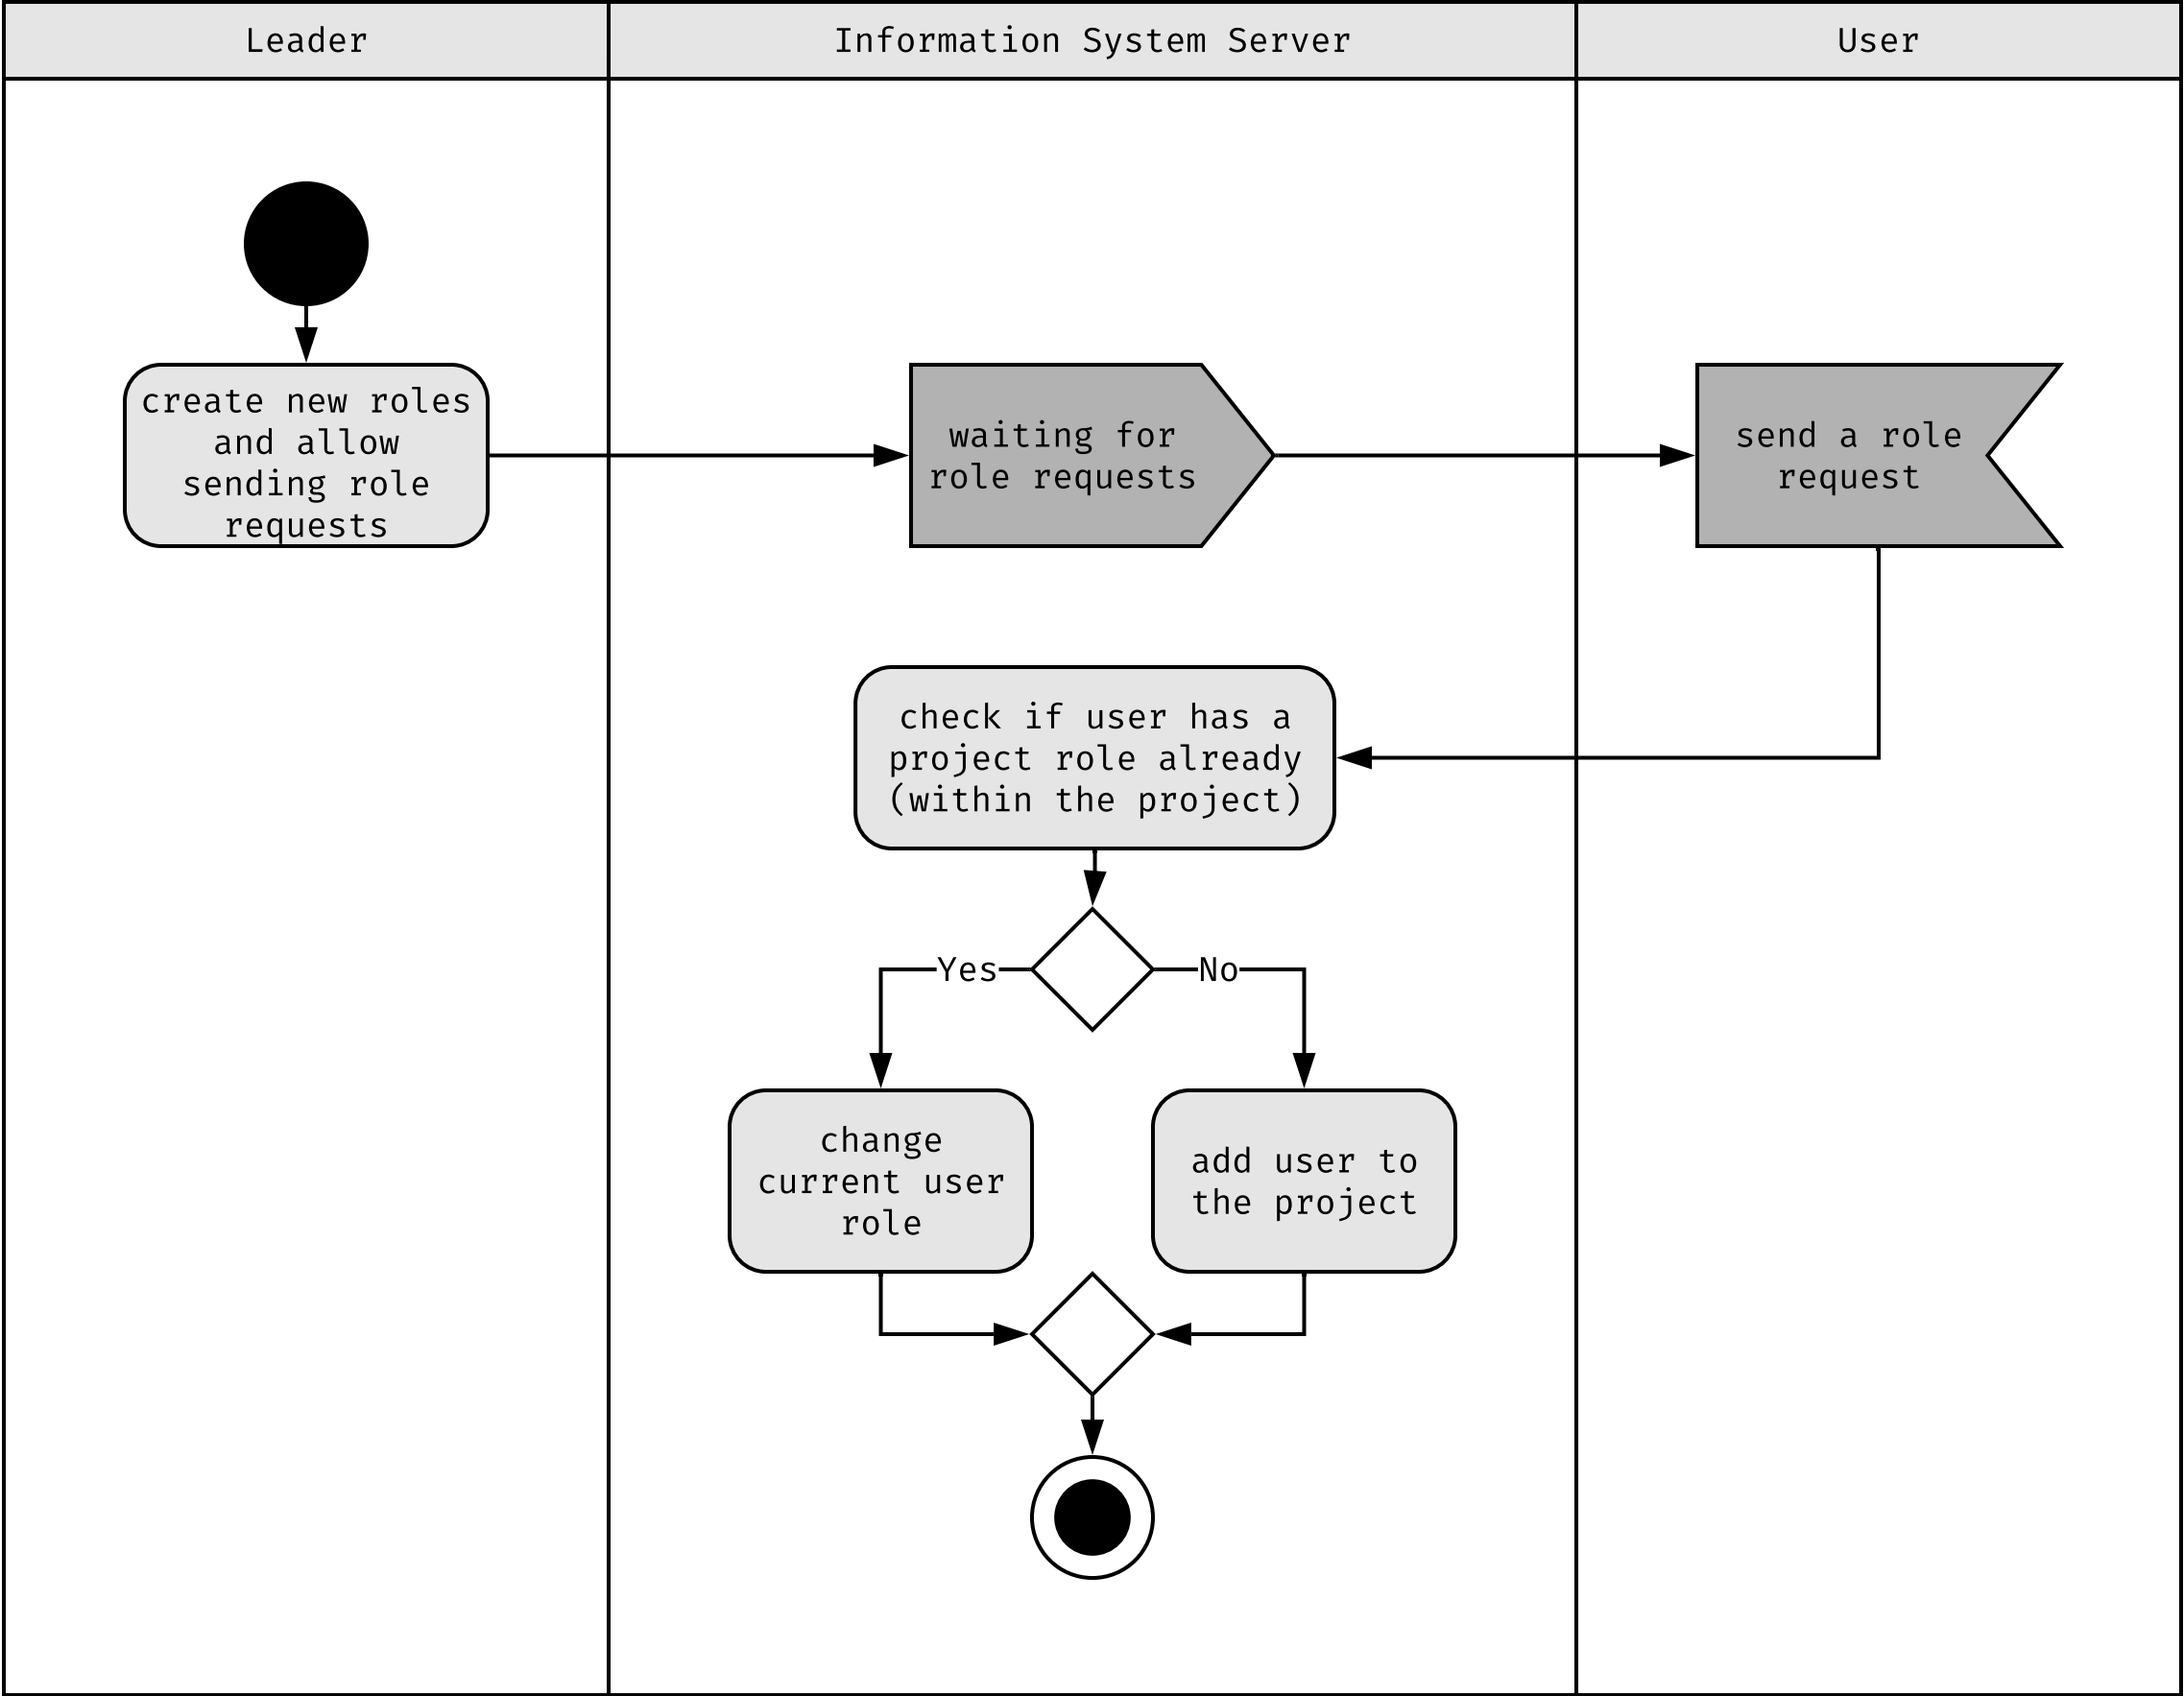 Leader
Information System Server
User
create new roles
and allow
sending role
requests
waiting for
role requests
send a role
request
check if user has a
project role already
(within the project)
Yes
No
change
current user
role
add user to
the project